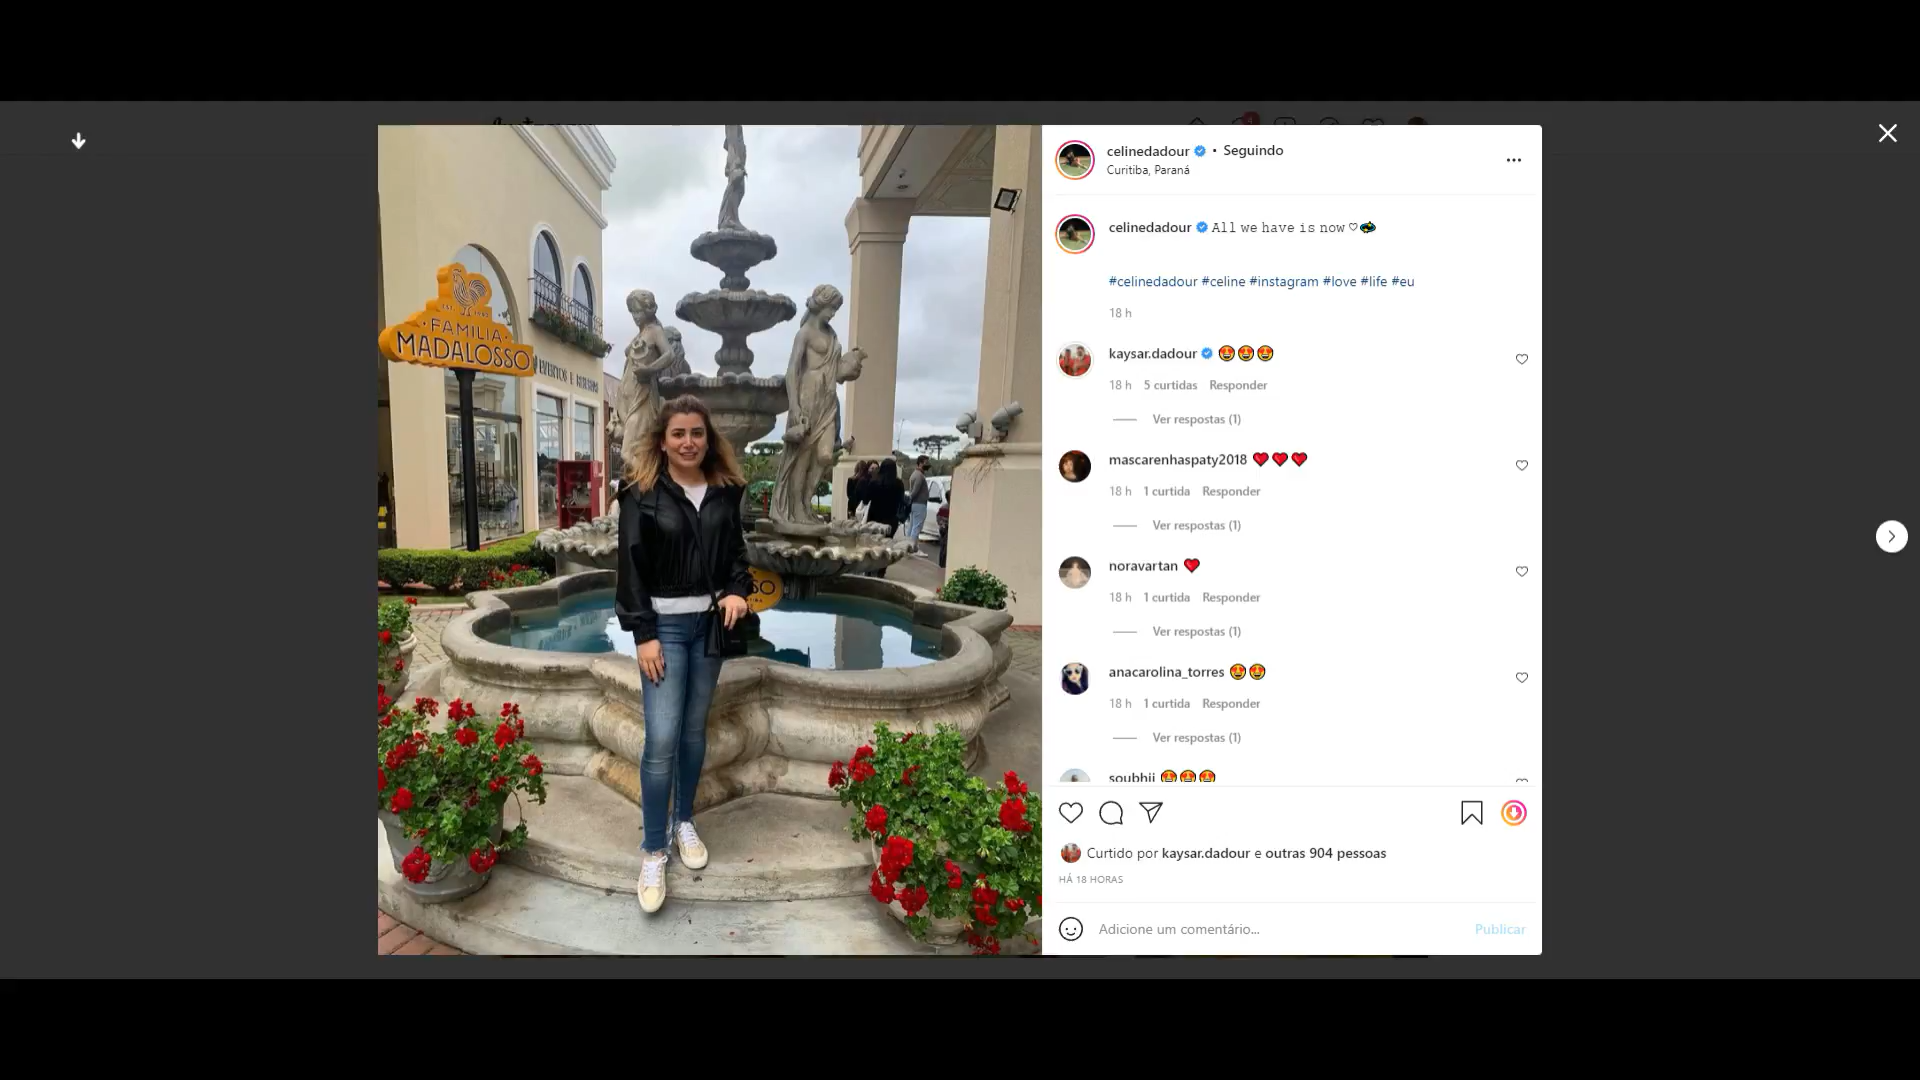 EST. 1963
FAMILIA
MADALOSSO
celinedadour • Seguindo
Curitiba, Paraná
celinedadour 𝙰𝚕𝚕 𝚠𝚎 𝚑𝚊𝚟𝚎 𝚒𝚜 𝚗𝚘𝚠 ♡
#celinedadour #celine #instagram #love #life #eu
18 h
kaysar.dadour 🤩🤩🤩
18 h 5 curtidas Responder
Ver respostas (1)
mascarenhaspaty2018 ❤️❤️❤️
18 h 1 curtida Responder
Ver respostas (1)
noravartan ❤️
18 h 1 curtida Responder
Ver respostas (1)
anacarolina_torres 🤩🤩
18 h 1 curtida Responder
Ver respostas (1)
soubhii 🤩🤩🤩
Curtido por kaysar.dadour e outras 904 pessoas
HÁ 18 HORAS
Adicione um comentário...
Publicar